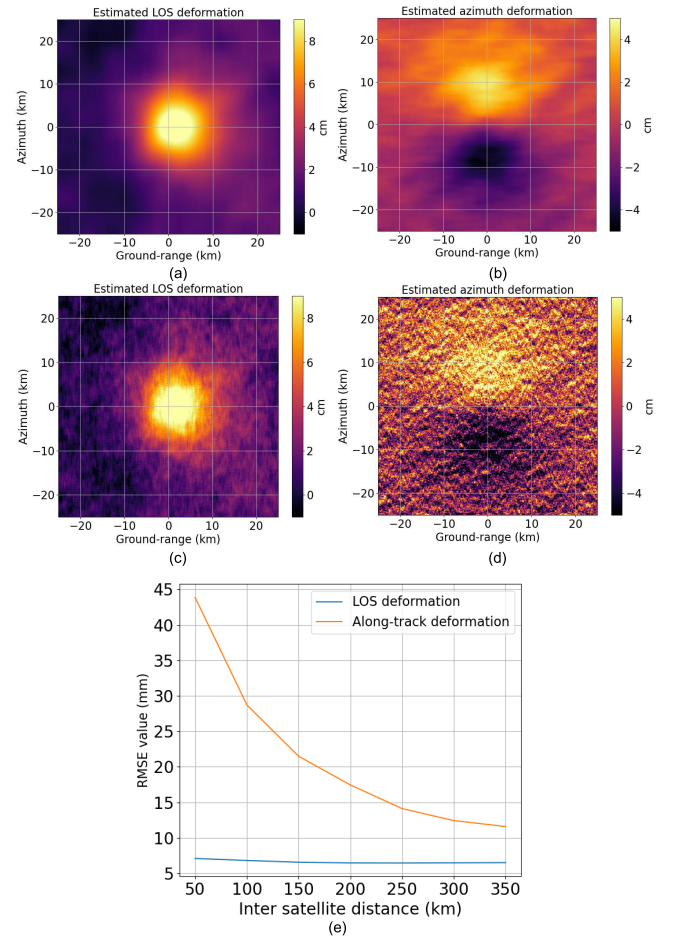 Estimated LOS deformation
Azimuth (km)
20
10
0
−10
−20
−20 −10 0 10 20
Ground-range (km)
8
6
4
2
0
cm
(a)
Estimated azimuth deformation
Azimuth (km)
20
10
0
−10
−20
−20 −10 0 10 20
Ground-range (km)
4
2
0
−2
−4
cm
(b)
Estimated LOS deformation
Azimuth (km)
20
10
0
−10
−20
−20 −10 0 10 20
Ground-range (km)
8
6
4
2
0
cm
(c)
Estimated azimuth deformation
Azimuth (km)
20
10
0
−10
−20
−20 −10 0 10 20
Ground-range (km)
4
2
0
−2
−4
cm
(d)
LOS deformation
Along-track deformation
RMSE value (mm)
45
40
35
30
25
20
15
10
5
50 100 150 200 250 300 350
Inter satellite distance (km)
(e)